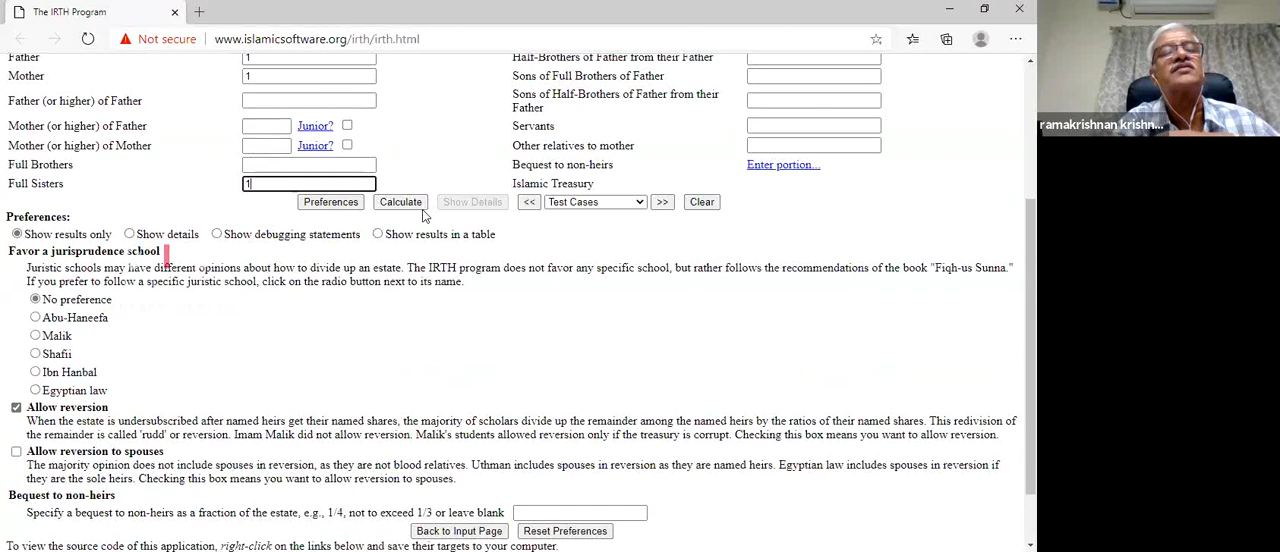 The IRTH Program
Not secure www.islamicsoftware.org/irth/irth.html
Father 1 Half-Brothers of Father from their Father
Mother 1 Sons of Full Brothers of Father
Father (or higher) of Father Sons of Half-Brothers of Father from their
Father
Mother (or higher) of Father Junior? Servants
Mother (or higher) of Mother Junior? Other relatives to mother
Full Brothers Bequest to non-heirs Enter portion...
Full Sisters 1 Islamic Treasury
Preferences Calculate Show Details << Test Cases >> Clear
Preferences:
Show results only Show details Show debugging statements Show results in a table
Favor a jurisprudence school
Juristic schools may have different opinions about how to divide up an estate. The IRTH program does not favor any specific school, but rather follows the recommendations of the book "Fiqh-us Sunna."
If you prefer to follow a specific juristic school, click on the radio button next to its name.
No preference
Abu-Haneefa
Malik
Shafii
Ibn Hanbal
Egyptian law
Allow reversion
When the estate is undersubscribed after named heirs get their named shares, the majority of scholars divide up the remainder among the named heirs by the ratios of their named shares. This redivision of
the remainder is called 'rudd' or reversion. Imam Malik did not allow reversion. Malik's students allowed reversion only if the treasury is corrupt. Checking this box means you want to allow reversion.
Allow reversion to spouses
The majority opinion does not include spouses in reversion, as they are not blood relatives. Uthman includes spouses in reversion as they are named heirs. Egyptian law includes spouses in reversion if
they are the sole heirs. Checking this box means you want to allow reversion to spouses.
Bequest to non-heirs
Specify a bequest to non-heirs as a fraction of the estate, e.g., 1/4, not to exceed 1/3 or leave blank
Back to Input Page Reset Preferences
To view the source code of this application, right-click on the links below and save their targets to your computer.
ramakrishnan.krishn...